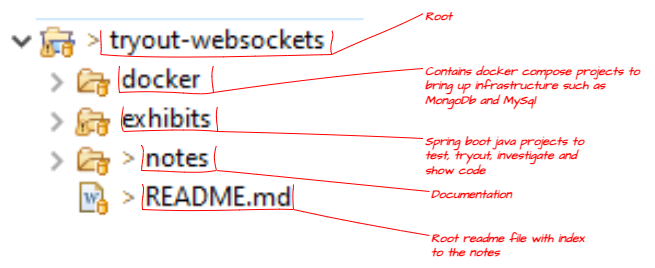 > tryout-websockets
Root
docker
Contains docker compose projects to
bring up infrastructure such as
MongoDb and MySql
exhibits
Spring boot java projects to
test, tryout, investigate and
show code
> notes
Documentation
> README.md
Root readme file with index
to the notes